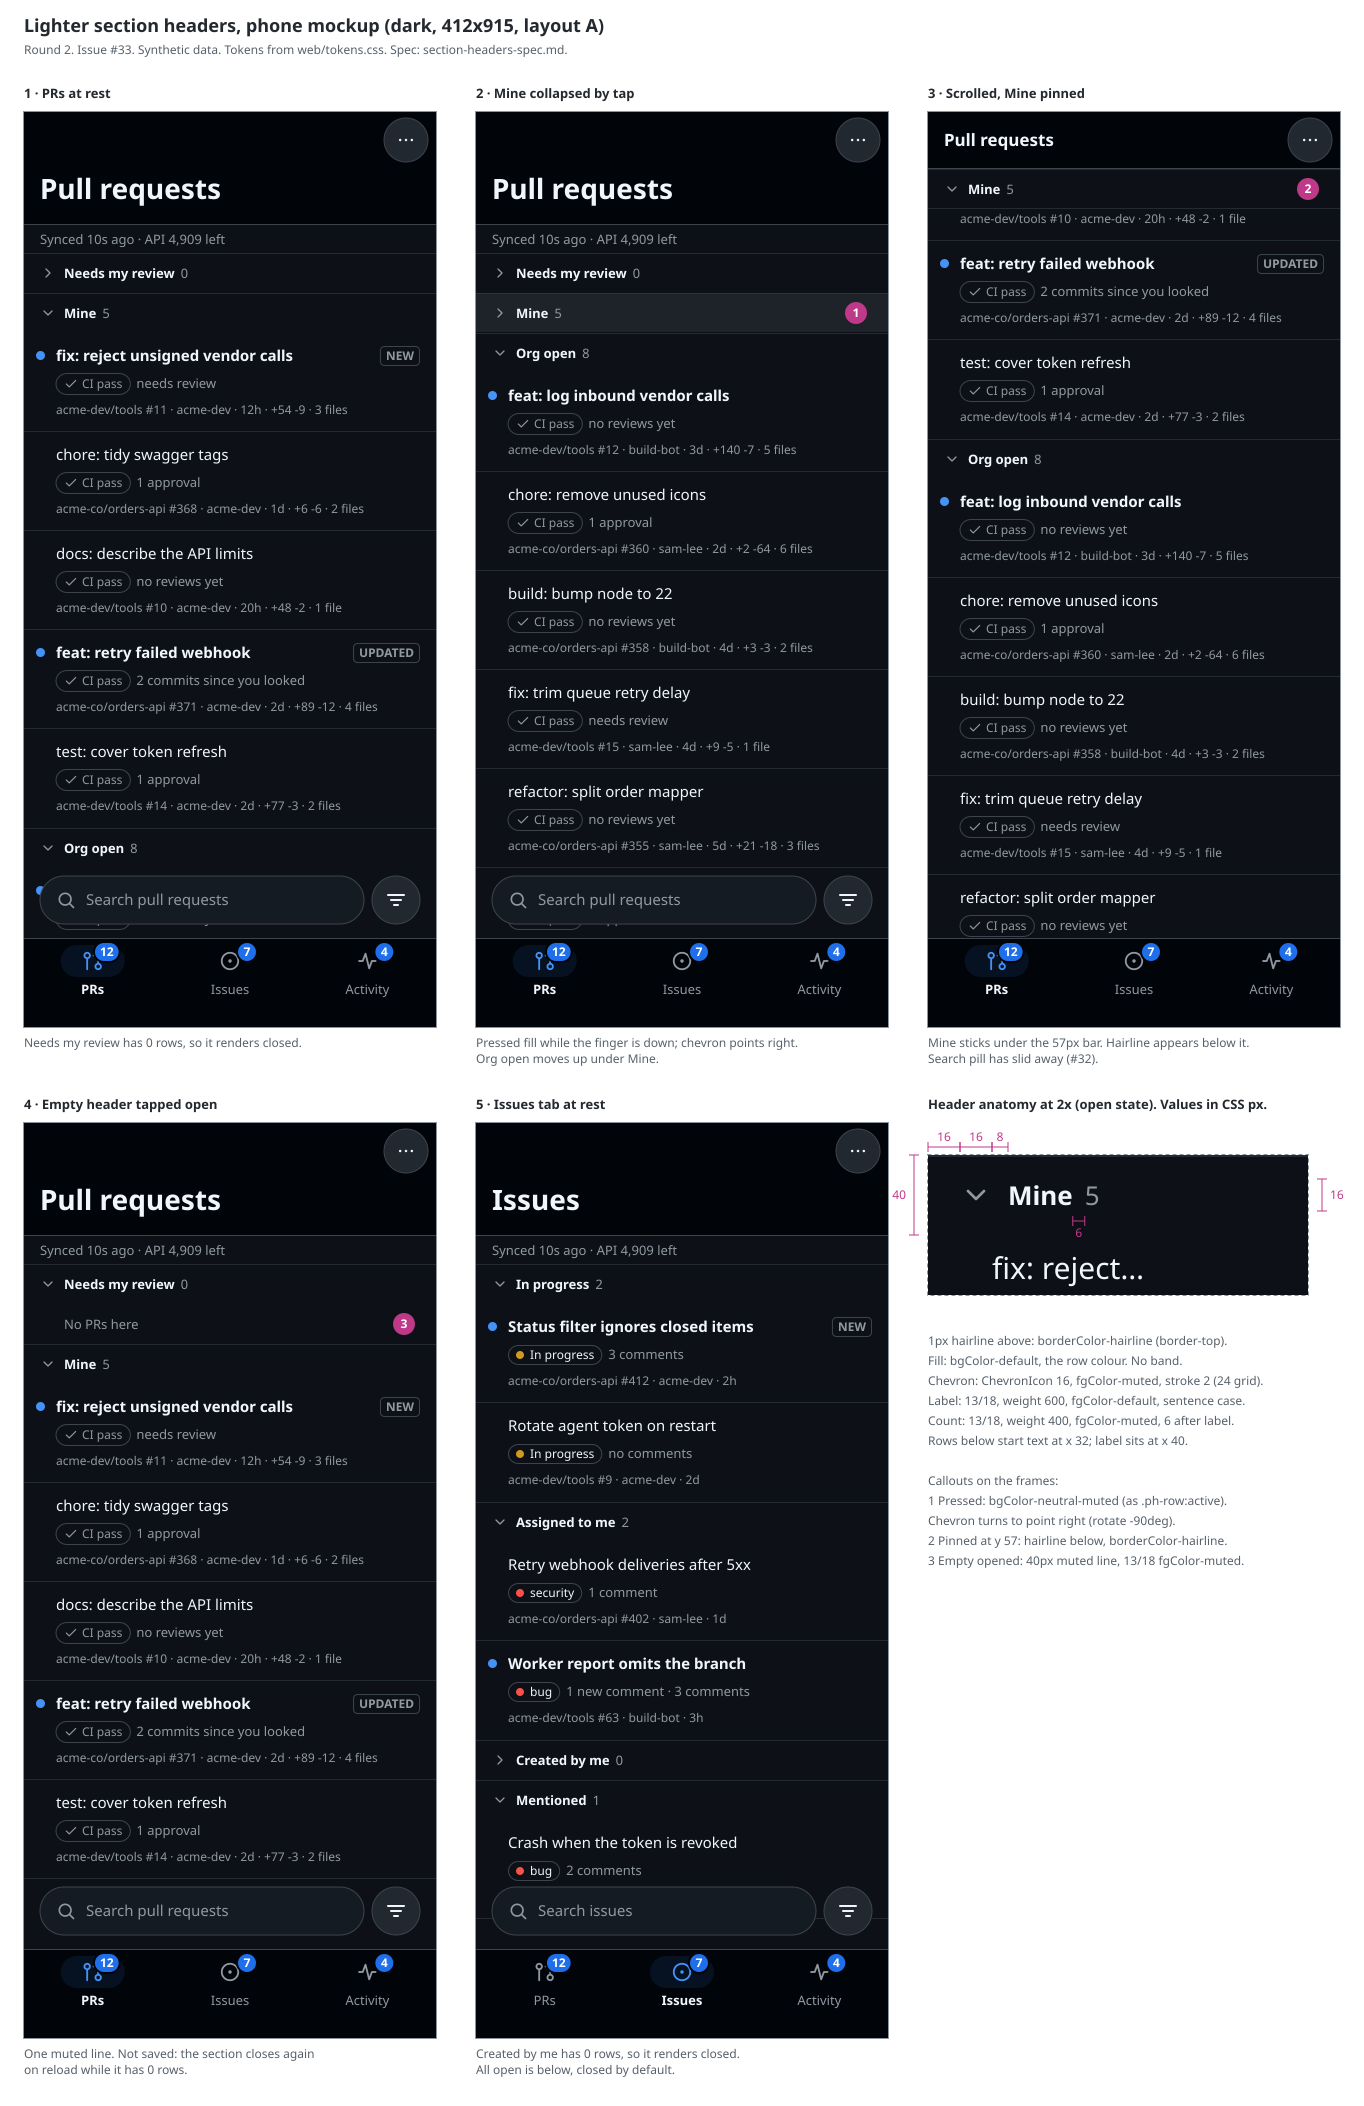 Lighter section headers, phone mockup (dark, 412x915, layout A)
Round 2. Issue #33. Synthetic data. Tokens from web/tokens.css. Spec: section-headers-spec.md.
1 · PRs at rest
···
Pull requests
Synced 10s ago · API 4,909 left
Needs my review 0
Mine 5
fix: reject unsigned vendor calls NEW
CI pass needs review
acme-dev/tools #11 · acme-dev · 12h · +54 -9 · 3 files
chore: tidy swagger tags
CI pass 1 approval
acme-co/orders-api #368 · acme-dev · 1d · +6 -6 · 2 files
docs: describe the API limits
CI pass no reviews yet
acme-dev/tools #10 · acme-dev · 20h · +48 -2 · 1 file
feat: retry failed webhook UPDATED
CI pass 2 commits since you looked
acme-co/orders-api #371 · acme-dev · 2d · +89 -12 · 4 files
test: cover token refresh
CI pass 1 approval
acme-dev/tools #14 · acme-dev · 2d · +77 -3 · 2 files
Org open 8
Search pull requests
12 7 4
PRs Issues Activity
Needs my review has 0 rows, so it renders closed.
2 · Mine collapsed by tap
···
Pull requests
Synced 10s ago · API 4,909 left
Needs my review 0
Mine 5 1
Org open 8
feat: log inbound vendor calls
CI pass no reviews yet
acme-dev/tools #12 · build-bot · 3d · +140 -7 · 5 files
chore: remove unused icons
CI pass 1 approval
acme-co/orders-api #360 · sam-lee · 2d · +2 -64 · 6 files
build: bump node to 22
CI pass no reviews yet
acme-co/orders-api #358 · build-bot · 4d · +3 -3 · 2 files
fix: trim queue retry delay
CI pass needs review
acme-dev/tools #15 · sam-lee · 4d · +9 -5 · 1 file
refactor: split order mapper
CI pass no reviews yet
acme-co/orders-api #355 · sam-lee · 5d · +21 -18 · 3 files
Search pull requests
12 7 4
PRs Issues Activity
Pressed fill while the finger is down; chevron points right.
Org open moves up under Mine.
3 · Scrolled, Mine pinned
Pull requests ···
Mine 5 2
acme-dev/tools #10 · acme-dev · 20h · +48 -2 · 1 file
feat: retry failed webhook UPDATED
CI pass 2 commits since you looked
acme-co/orders-api #371 · acme-dev · 2d · +89 -12 · 4 files
test: cover token refresh
CI pass 1 approval
acme-dev/tools #14 · acme-dev · 2d · +77 -3 · 2 files
Org open 8
feat: log inbound vendor calls
CI pass no reviews yet
acme-dev/tools #12 · build-bot · 3d · +140 -7 · 5 files
chore: remove unused icons
CI pass 1 approval
acme-co/orders-api #360 · sam-lee · 2d · +2 -64 · 6 files
build: bump node to 22
CI pass no reviews yet
acme-co/orders-api #358 · build-bot · 4d · +3 -3 · 2 files
fix: trim queue retry delay
CI pass needs review
acme-dev/tools #15 · sam-lee · 4d · +9 -5 · 1 file
refactor: split order mapper
CI pass no reviews yet
12 7 4
PRs Issues Activity
Mine sticks under the 57px bar. Hairline appears below it.
Search pill has slid away (#32).
4 · Empty header tapped open
···
Pull requests
Synced 10s ago · API 4,909 left
Needs my review 0
No PRs here 3
Mine 5
fix: reject unsigned vendor calls NEW
CI pass needs review
acme-dev/tools #11 · acme-dev · 12h · +54 -9 · 3 files
chore: tidy swagger tags
CI pass 1 approval
acme-co/orders-api #368 · acme-dev · 1d · +6 -6 · 2 files
docs: describe the API limits
CI pass no reviews yet
acme-dev/tools #10 · acme-dev · 20h · +48 -2 · 1 file
feat: retry failed webhook UPDATED
CI pass 2 commits since you looked
acme-co/orders-api #371 · acme-dev · 2d · +89 -12 · 4 files
test: cover token refresh
CI pass 1 approval
acme-dev/tools #14 · acme-dev · 2d · +77 -3 · 2 files
Search pull requests
12 7 4
PRs Issues Activity
One muted line. Not saved: the section closes again
on reload while it has 0 rows.
5 · Issues tab at rest
···
Issues
Synced 10s ago · API 4,909 left
In progress 2
Status filter ignores closed items NEW
In progress 3 comments
acme-co/orders-api #412 · acme-dev · 2h
Rotate agent token on restart
In progress no comments
acme-dev/tools #9 · acme-dev · 2d
Assigned to me 2
Retry webhook deliveries after 5xx
security 1 comment
acme-co/orders-api #402 · sam-lee · 1d
Worker report omits the branch
bug 1 new comment · 3 comments
acme-dev/tools #63 · build-bot · 3h
Created by me 0
Mentioned 1
Crash when the token is revoked
bug 2 comments
Search issues
12 7 4
PRs Issues Activity
Created by me has 0 rows, so it renders closed.
All open is below, closed by default.
Header anatomy at 2x (open state). Values in CSS px.
16 16 8
40
Mine 5
16
6
fix: reject...
1px hairline above: borderColor-hairline (border-top).
Fill: bgColor-default, the row colour. No band.
Chevron: ChevronIcon 16, fgColor-muted, stroke 2 (24 grid).
Label: 13/18, weight 600, fgColor-default, sentence case.
Count: 13/18, weight 400, fgColor-muted, 6 after label.
Rows below start text at x 32; label sits at x 40.
Callouts on the frames:
1 Pressed: bgColor-neutral-muted (as .ph-row:active).
Chevron turns to point right (rotate -90deg).
2 Pinned at y 57: hairline below, borderColor-hairline.
3 Empty opened: 40px muted line, 13/18 fgColor-muted.